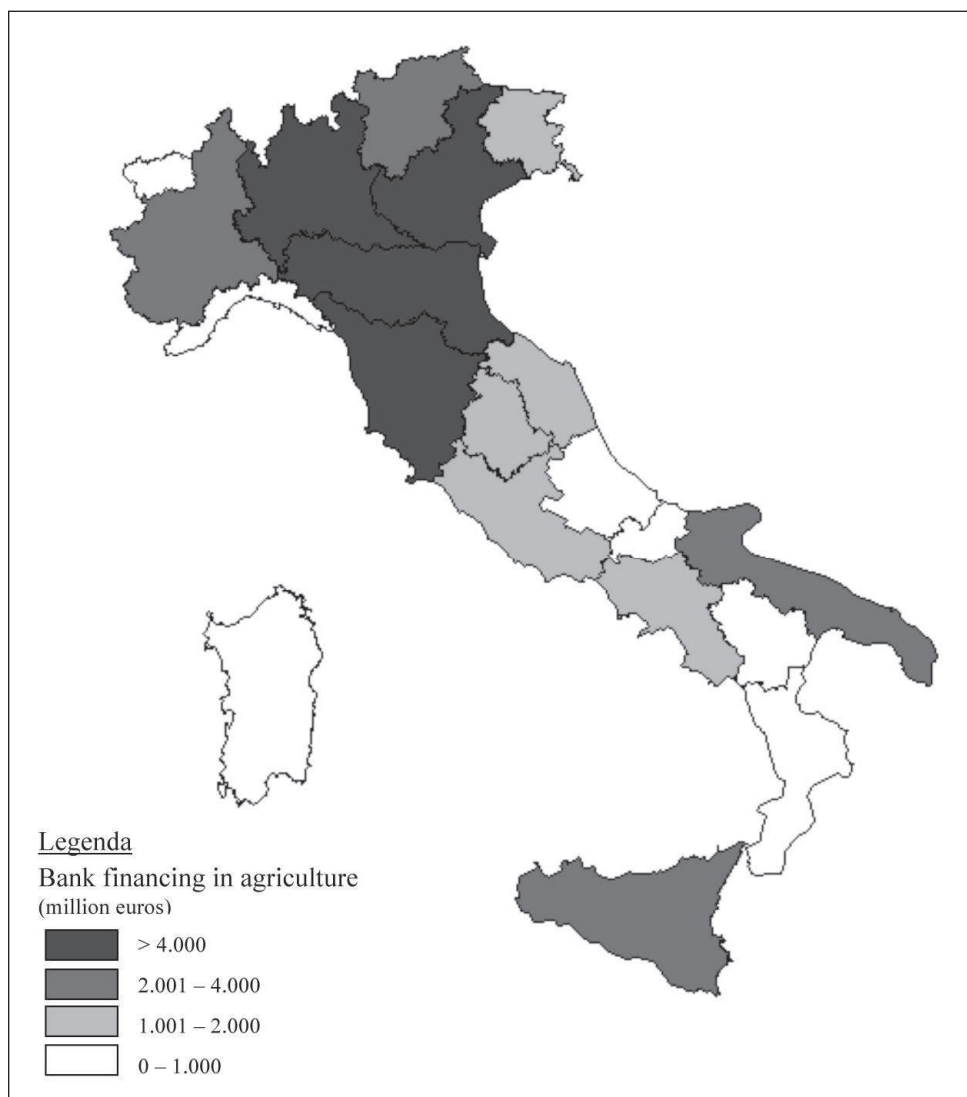 Legenda
Bank financing in agriculture
(million euros)
> 4.000
2.001 – 4.000
1.001 – 2.000
0 – 1.000